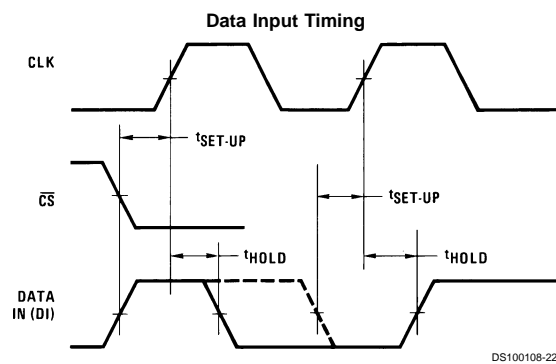 Data Input Timing
CLK
tSET-UP
CS
tSET-UP
tHOLD
tHOLD
DATA
IN (DI)
DS100108-22